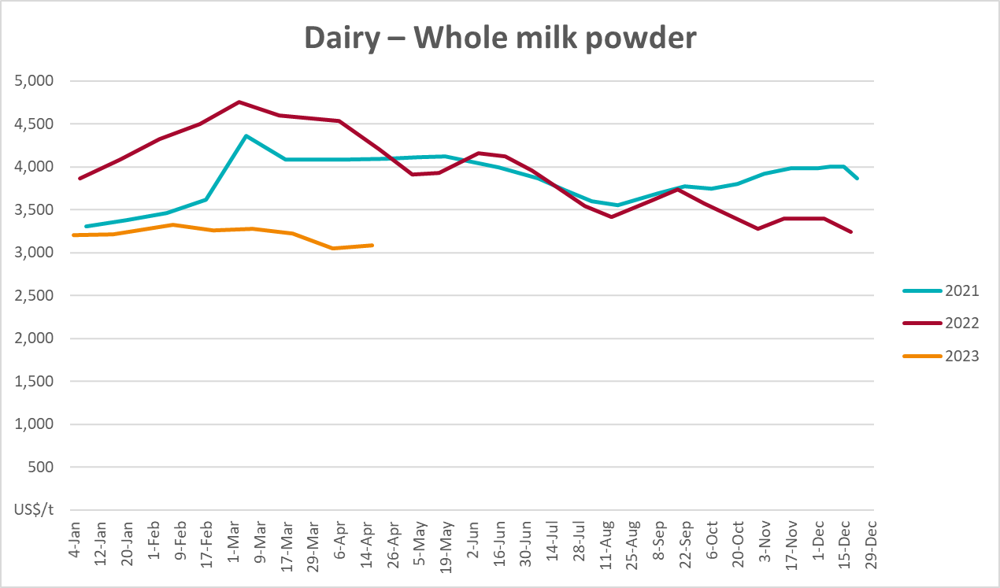 Dairy – Whole milk powder
5,000
4,500
4,000
3,500
3,000
2,500
2,000
1,500
1,000
500
US$/t
2021
2022
2023
4-Jan
12-Jan
20-Jan
1-Feb
9-Feb
17-Feb
1-Mar
9-Mar
17-Mar
29-Mar
6-Apr
14-Apr
26-Apr
5-May
19-May
2-Jun
16-Jun
30-Jun
14-Jul
28-Jul
11-Aug
25-Aug
8-Sep
22-Sep
6-Oct
20-Oct
3-Nov
17-Nov
1-Dec
15-Dec
29-Dec